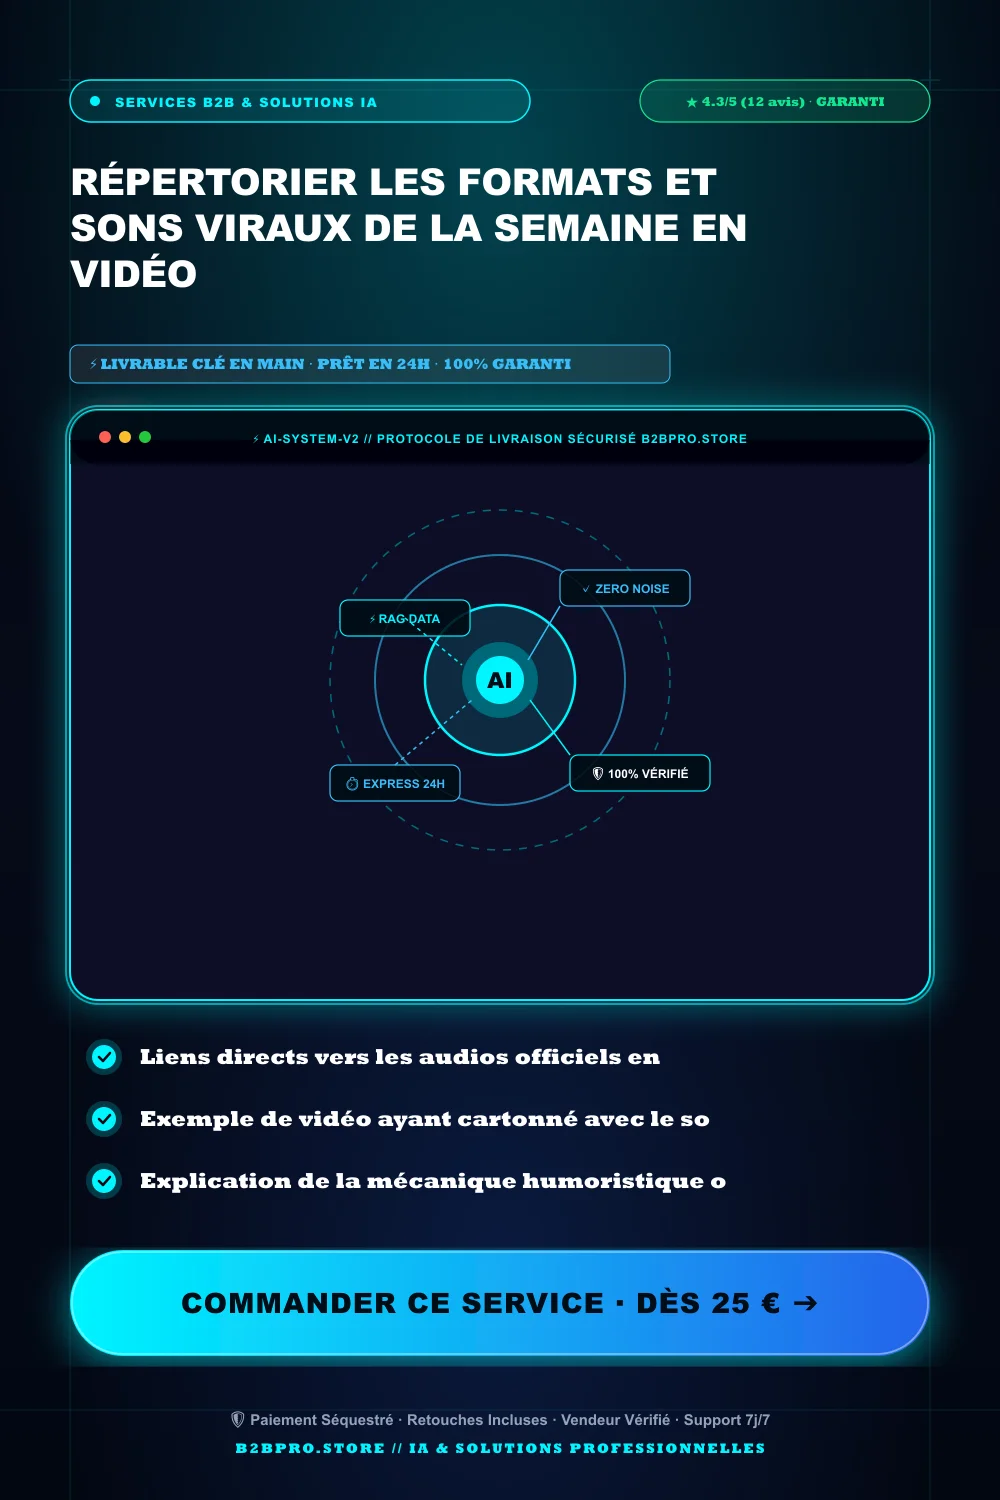 SERVICES B2B & SOLUTIONS IA
★ 4.3/5 (12 avis) · GARANTI
RÉPERTORIER LES FORMATS ET
SONS VIRAUX DE LA SEMAINE EN
VIDÉO
⚡ LIVRABLE CLÉ EN MAIN · PRÊT EN 24H · 100% GARANTI
⚡ AI-SYSTEM-V2 // PROTOCOLE DE LIVRAISON SÉCURISÉ B2BPRO.STORE
✓ ZERO NOISE
⚡ RAG DATA
AI
⏱ EXPRESS 24H
🛡 100% VÉRIFIÉ
Liens directs vers les audios officiels en
Exemple de vidéo ayant cartonné avec le so
Explication de la mécanique humoristique o
COMMANDER CE SERVICE · DÈS 25 € →
🛡 Paiement Séquestré · Retouches Incluses · Vendeur Vérifié · Support 7j/7
B2BPRO.STORE // IA & SOLUTIONS PROFESSIONNELLES